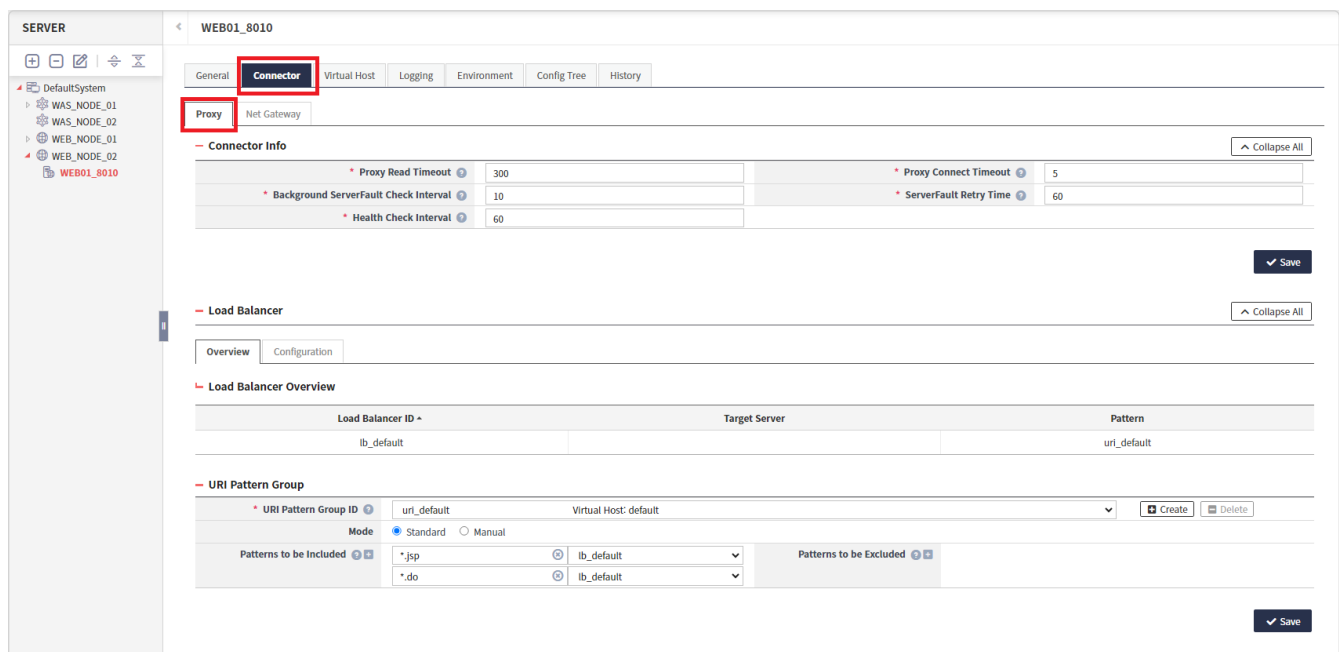 SERVER
WEB01_8010
DefaultSystem
WAS_NODE_01
WAS_NODE_02
WEB_NODE_01
WEB_NODE_02
WEB01_8010
General Connector Virtual Host Logging Environment Config Tree History
Proxy Net Gateway
Connector Info Collapse All
* Proxy Read Timeout 300 * Proxy Connect Timeout 5
* Background ServerFault Check Interval 10 * ServerFault Retry Time 60
* Health Check Interval 60
Save
Load Balancer Collapse All
Overview Configuration
Load Balancer Overview
Load Balancer ID Target Server Pattern
lb_default uri_default
URI Pattern Group
* URI Pattern Group ID uri_default Virtual Host: default Create Delete
Mode Standard Manual
Patterns to be Included *.jsp lb_default Patterns to be Excluded
*.do lb_default
Save